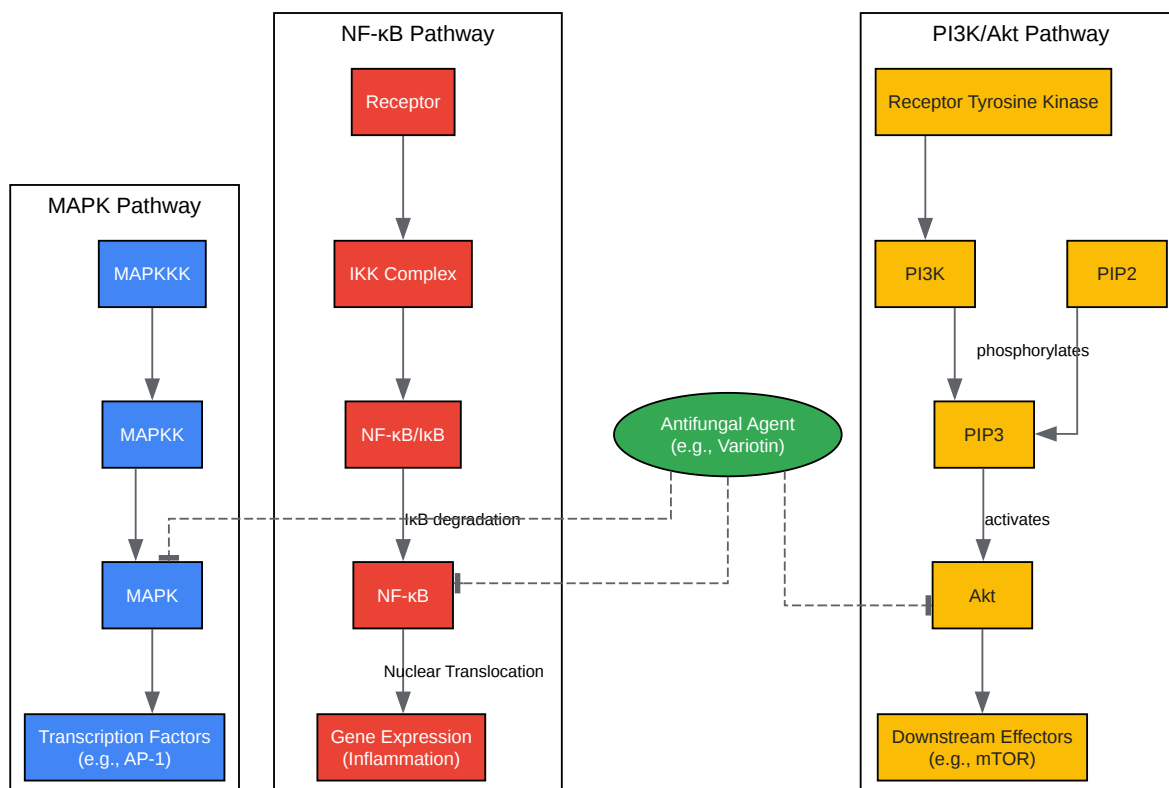 MAPK Pathway
MAPKKK
MAPKK
MAPK
Transcription Factors
(e.g., AP-1)
NF-κB Pathway
Receptor
IKK Complex
NF-κB/IκB
IκB degradation
NF-κB
Nuclear Translocation
Gene Expression
(Inflammation)
Antifungal Agent
(e.g., Variotin)
PI3K/Akt Pathway
Receptor Tyrosine Kinase
PI3K
PIP2
phosphorylates
PIP3
activates
Akt
Downstream Effectors
(e.g., mTOR)